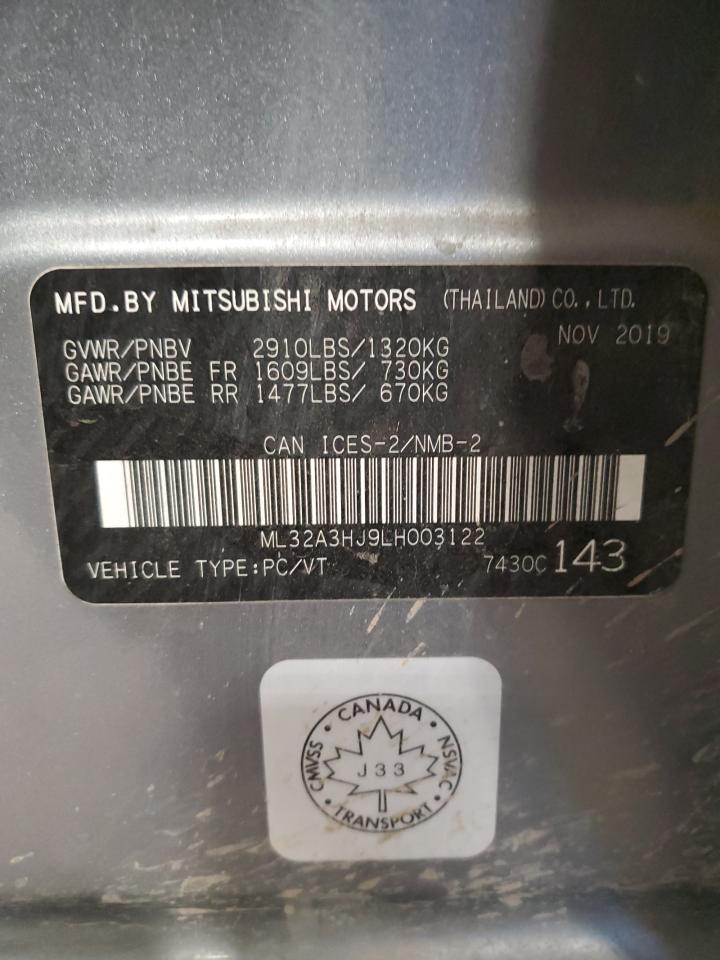 MFD.BY MITSUBISHI MOTORS (THAILAND) CO., LTD.
NOV 2019
GVWR/PNBV 2910LBS/1320KG
GAWR/PNBE FR 1609LBS/ 730KG
GAWR/PNBE RR 1477LBS/ 670KG
CAN ICES-2/NMB-2
ML32A3HJ9LH003122
VEHICLE TYPE:PC/VT 7430C 143
• CANADA •
CMVSS J33 NSVAC
• TRANSPORT •